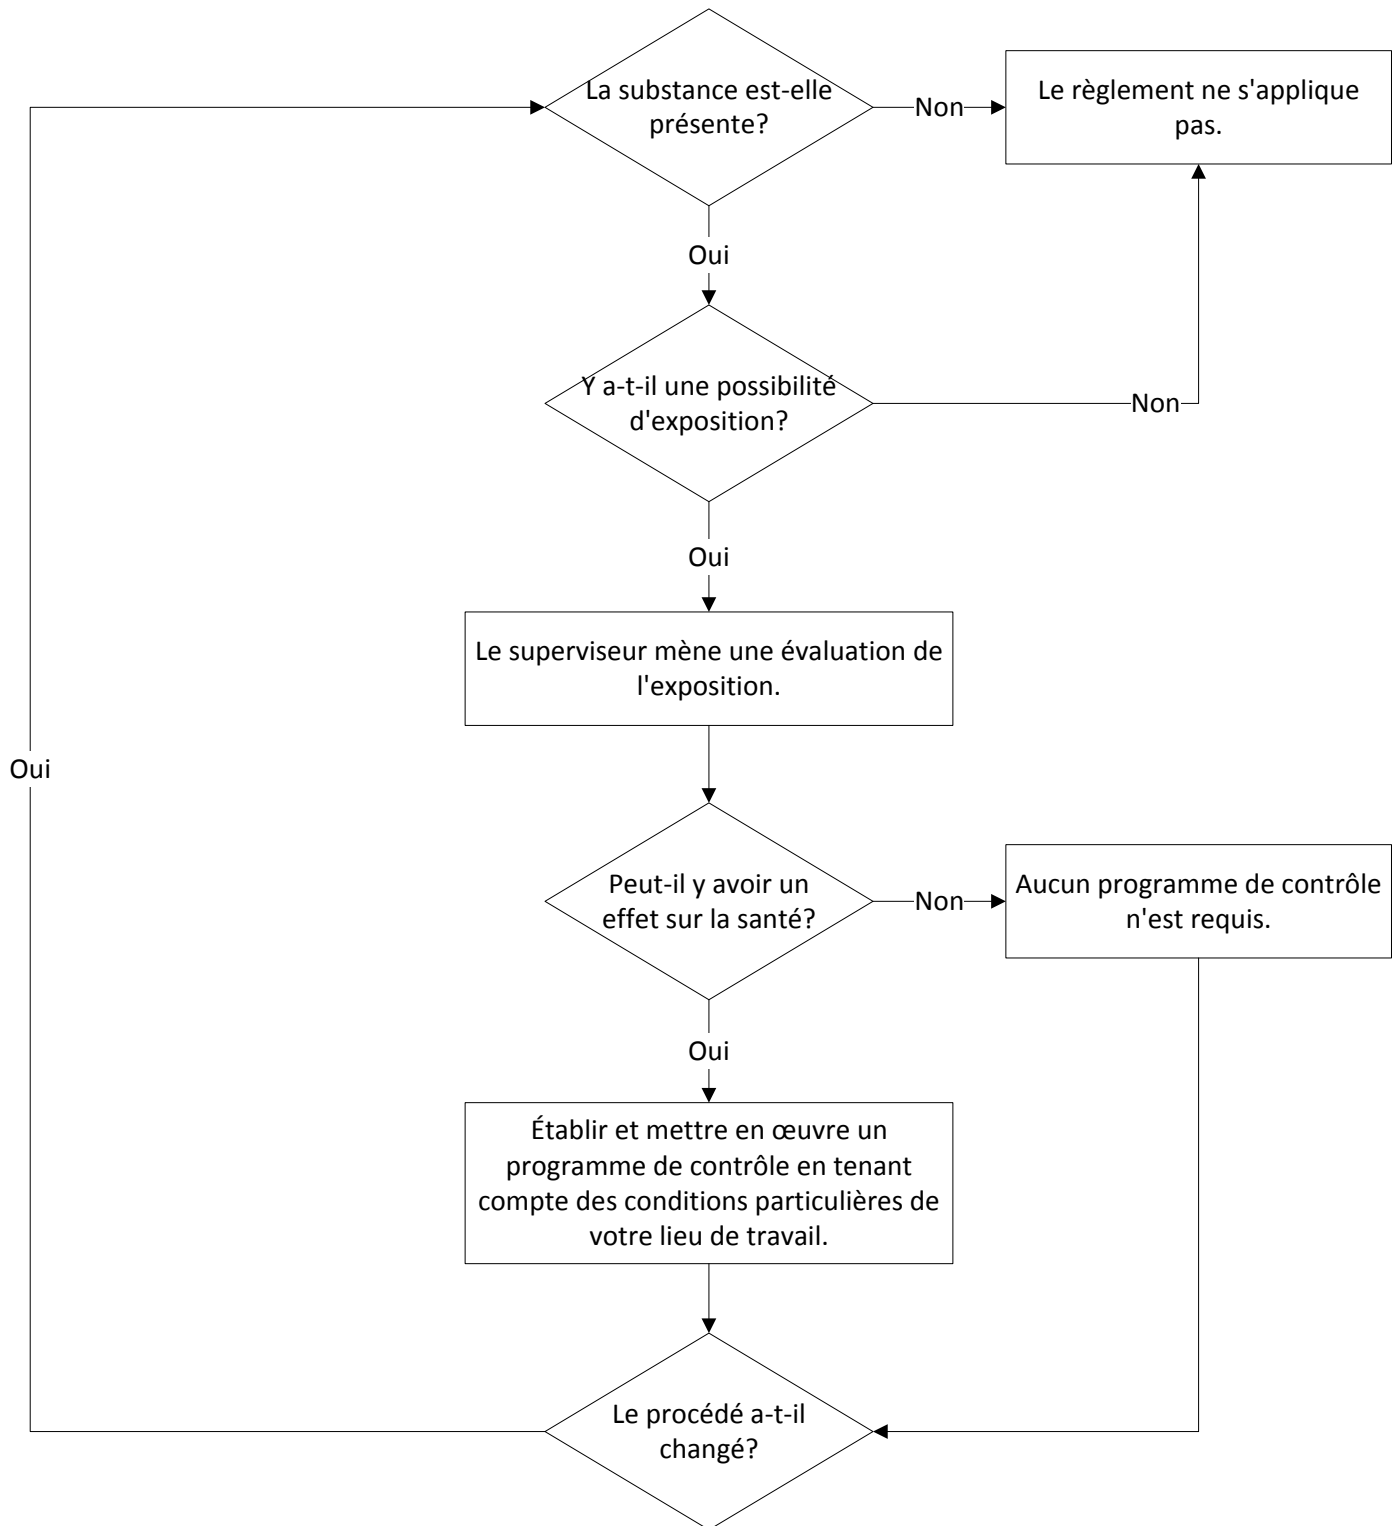 La substance est-elle
présente?
Non
Le règlement ne s'applique
pas.
Oui
Y a-t-il une possibilité
d'exposition?
Non
Oui
Le superviseur mène une évaluation de
l'exposition.
Oui
Peut-il y avoir un
effet sur la santé?
Non
Aucun programme de contrôle
n'est requis.
Oui
Établir et mettre en œuvre un
programme de contrôle en tenant
compte des conditions particulières de
votre lieu de travail.
Le procédé a-t-il
changé?